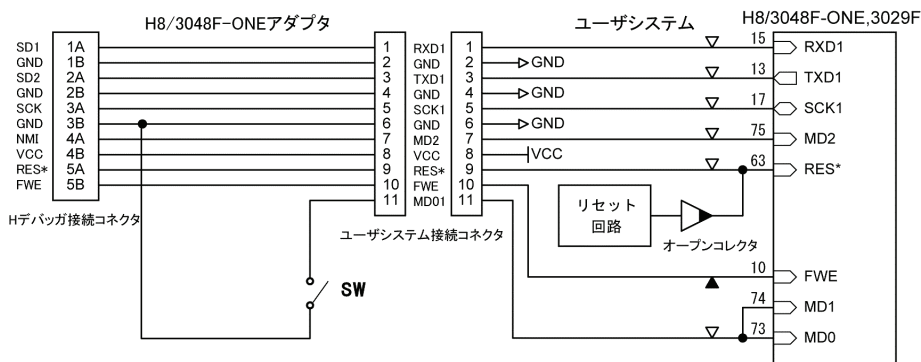 H8/3048F-ONEアダプタ
ユーザシステム
H8/3048F-ONE,3029F
SD1 1A 1 RXD1 1 15 RXD1
GND 1B 2 GND 2 GND
SD2 2A 3 TXD1 3 13 TXD1
GND 2B 4 GND 4 GND
SCK 3A 5 SCK1 5 17 SCK1
GND 3B 6 GND 6 GND
NMI 4A 7 MD2 7 75 MD2
VCC 4B 8 VCC 8 VCC
RES* 5A 9 RES* 9 63 RES*
FWE 5B 10 FWE 10
11 MD01 11
Hデバッガ接続コネクタ
ユーザシステム接続コネクタ
リセット
回路
オープンコレクタ
SW
10 FWE
74 MD1
73 MD0